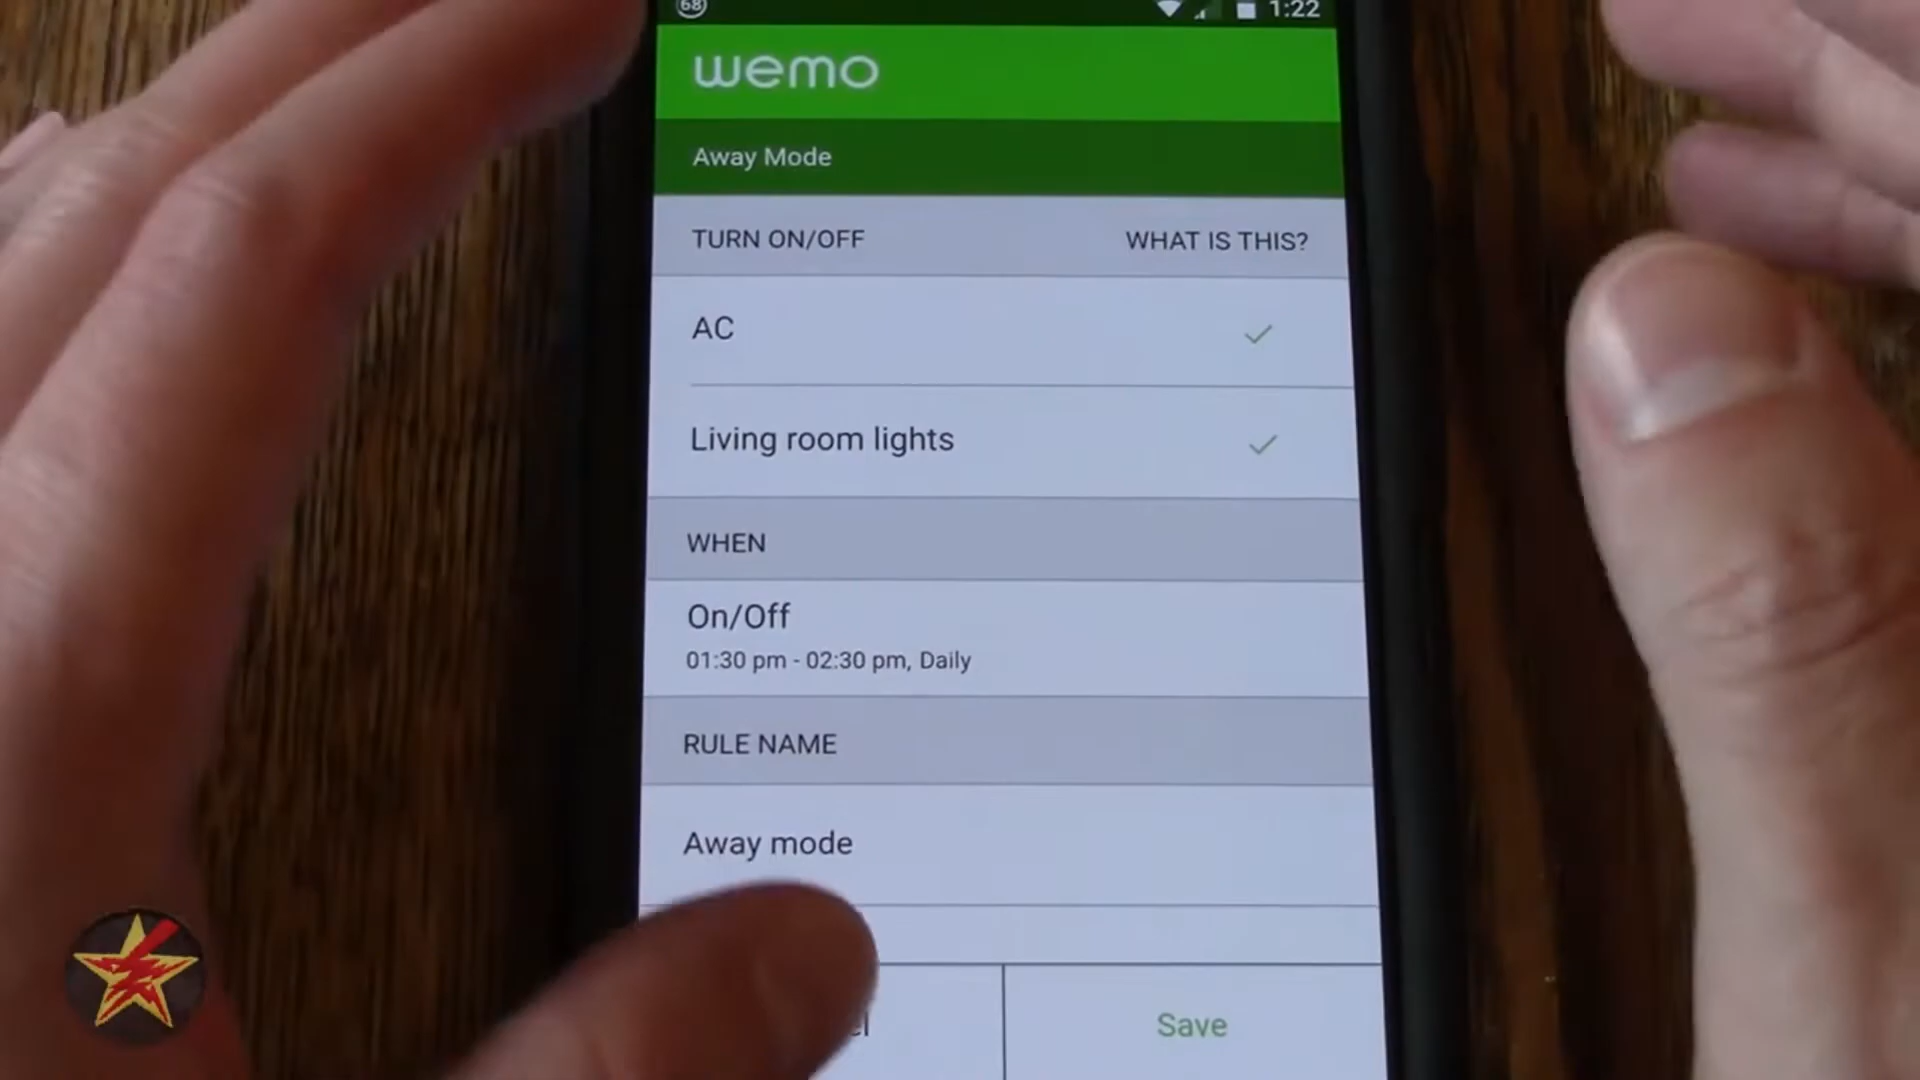 68 1:22
wemo
Away Mode
TURN ON/OFF WHAT IS THIS?
AC
Living room lights
WHEN
On/Off
01:30 pm - 02:30 pm, Daily
RULE NAME
Away mode
Save